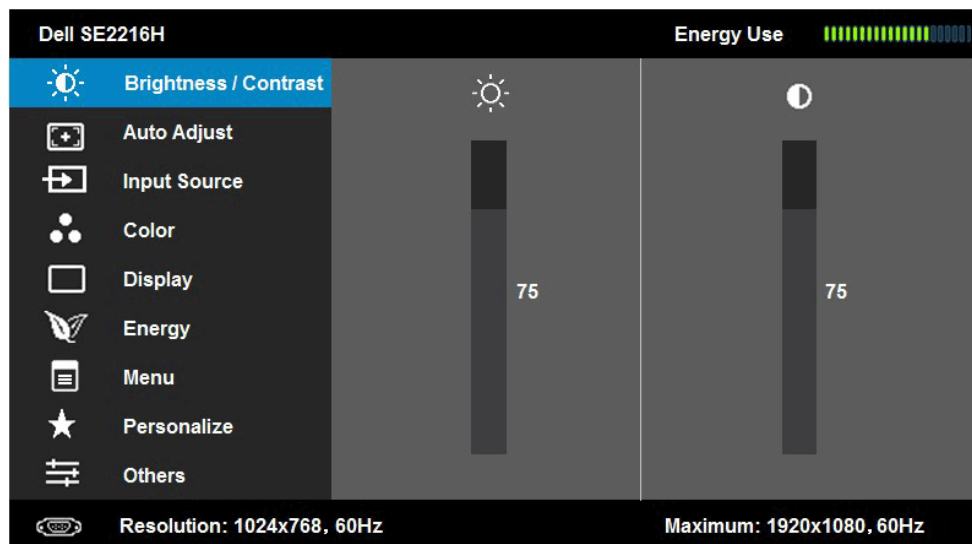 Dell SE2216H
Energy Use
Brightness / Contrast
Auto Adjust
Input Source
Color
Display
Energy
Menu
Personalize
Others
75
75
Resolution: 1024x768, 60Hz
Maximum: 1920x1080, 60Hz